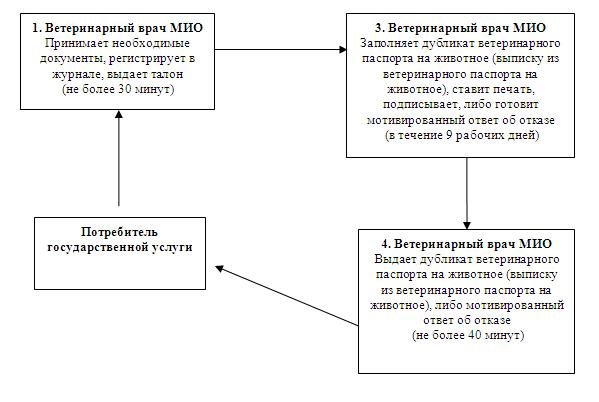 1. Ветеринарный врач МИО
Принимает необходимые
документы, регистрирует в
журнале, выдает талон
(не более 30 минут)
3. Ветеринарный врач МИО
Заполняет дубликат ветеринарного
паспорта на животное (выписку из
ветеринарного паспорта на
животное), ставит печать,
подписывает, либо готовит
мотивированный ответ об отказе
(в течение 9 рабочих дней)
Потребитель
государственной услуги
4. Ветеринарный врач МИО
Выдает дубликат ветеринарного
паспорта на животное (выписку
из ветеринарного паспорта на
животное), либо мотивированный
ответ об отказе
(не более 40 минут)